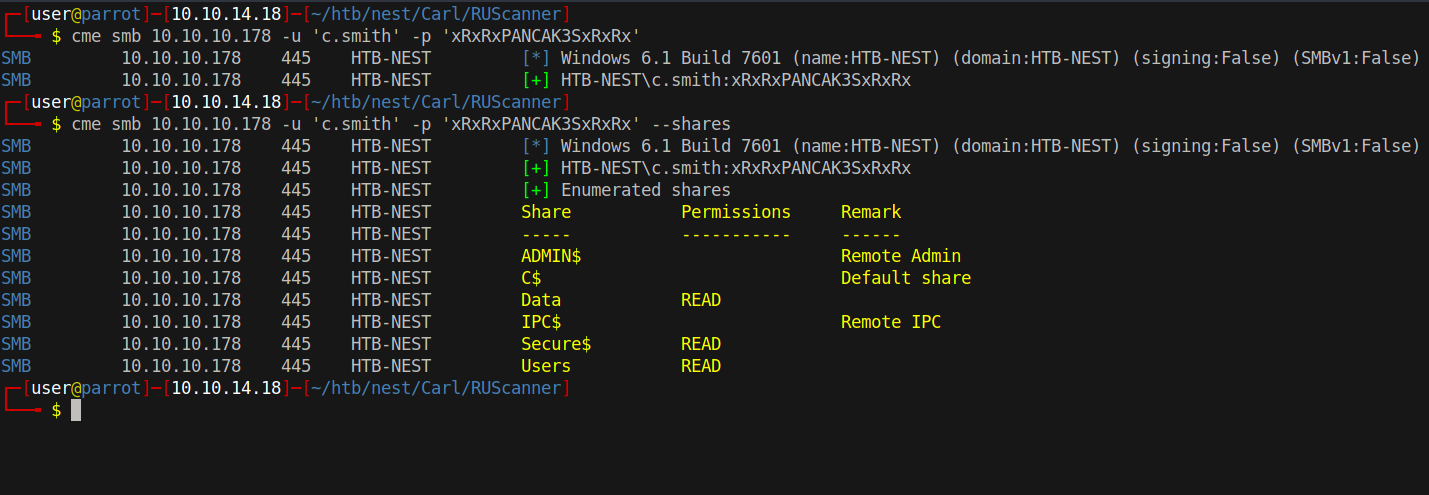 ┌─[user@parrot]─[10.10.14.18]─[~/htb/nest/Carl/RUScanner]
└──╼ $ cme smb 10.10.10.178 -u 'c.smith' -p 'xRxRxPANCAK3SxRxRx'
SMB 10.10.10.178 445 HTB-NEST [*] Windows 6.1 Build 7601 (name:HTB-NEST) (domain:HTB-NEST) (signing:False) (SMBv1:False)
SMB 10.10.10.178 445 HTB-NEST [+] HTB-NEST\c.smith:xRxRxPANCAK3SxRxRx
┌─[user@parrot]─[10.10.14.18]─[~/htb/nest/Carl/RUScanner]
└──╼ $ cme smb 10.10.10.178 -u 'c.smith' -p 'xRxRxPANCAK3SxRxRx' --shares
SMB 10.10.10.178 445 HTB-NEST [*] Windows 6.1 Build 7601 (name:HTB-NEST) (domain:HTB-NEST) (signing:False) (SMBv1:False)
SMB 10.10.10.178 445 HTB-NEST [+] HTB-NEST\c.smith:xRxRxPANCAK3SxRxRx
SMB 10.10.10.178 445 HTB-NEST [+] Enumerated shares
SMB 10.10.10.178 445 HTB-NEST Share Permissions Remark
SMB 10.10.10.178 445 HTB-NEST ----- ----------- ------
SMB 10.10.10.178 445 HTB-NEST ADMIN$ Remote Admin
SMB 10.10.10.178 445 HTB-NEST C$ Default share
SMB 10.10.10.178 445 HTB-NEST Data READ
SMB 10.10.10.178 445 HTB-NEST IPC$ Remote IPC
SMB 10.10.10.178 445 HTB-NEST Secure$ READ
SMB 10.10.10.178 445 HTB-NEST Users READ
┌─[user@parrot]─[10.10.14.18]─[~/htb/nest/Carl/RUScanner]
└──╼ $